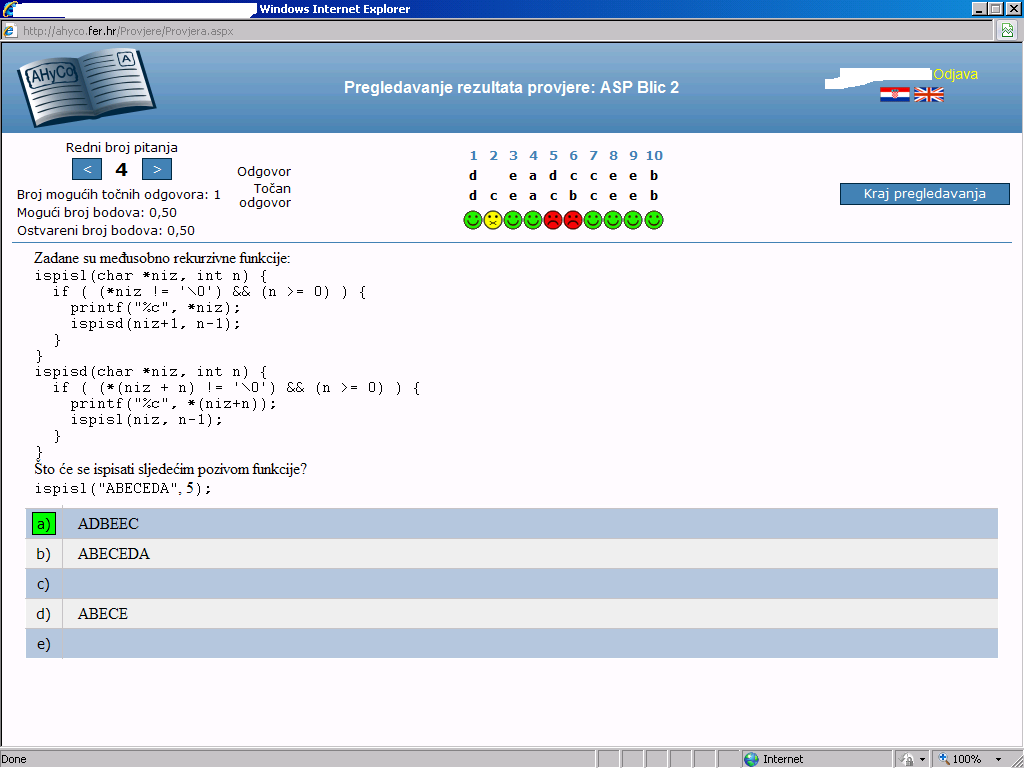 Windows Internet Explorer
http://ahyco.fer.hr/Provjere/Provjera.aspx
AHyCo A
Pregledavanje rezultata provjere: ASP Blic 2
Odjava
Redni broj pitanja
< 4 >
Broj mogućih točnih odgovora: 1
Mogući broj bodova: 0,50
Ostvareni broj bodova: 0,50
1 2 3 4 5 6 7 8 9 10
Odgovor d e a d c c e e b
Točan odgovor d c e a c b c e e b
Kraj pregledavanja
Zadane su međusobno rekurzivne funkcije:
ispisl(char *niz, int n) {
  if ( (*niz != '\0') && (n >= 0) ) {
    printf("%c", *niz);
    ispisd(niz+1, n-1);
  }
}
ispisd(char *niz, int n) {
  if ( (*(niz + n) != '\0') && (n >= 0) ) {
    printf("%c", *(niz+n));
    ispisl(niz, n-1);
  }
}
Što će se ispisati sljedećim pozivom funkcije?
ispisl("ABECEDA", 5);
a) ADBEEC
b) ABECEDA
c)
d) ABECE
e)
Done Internet 100%